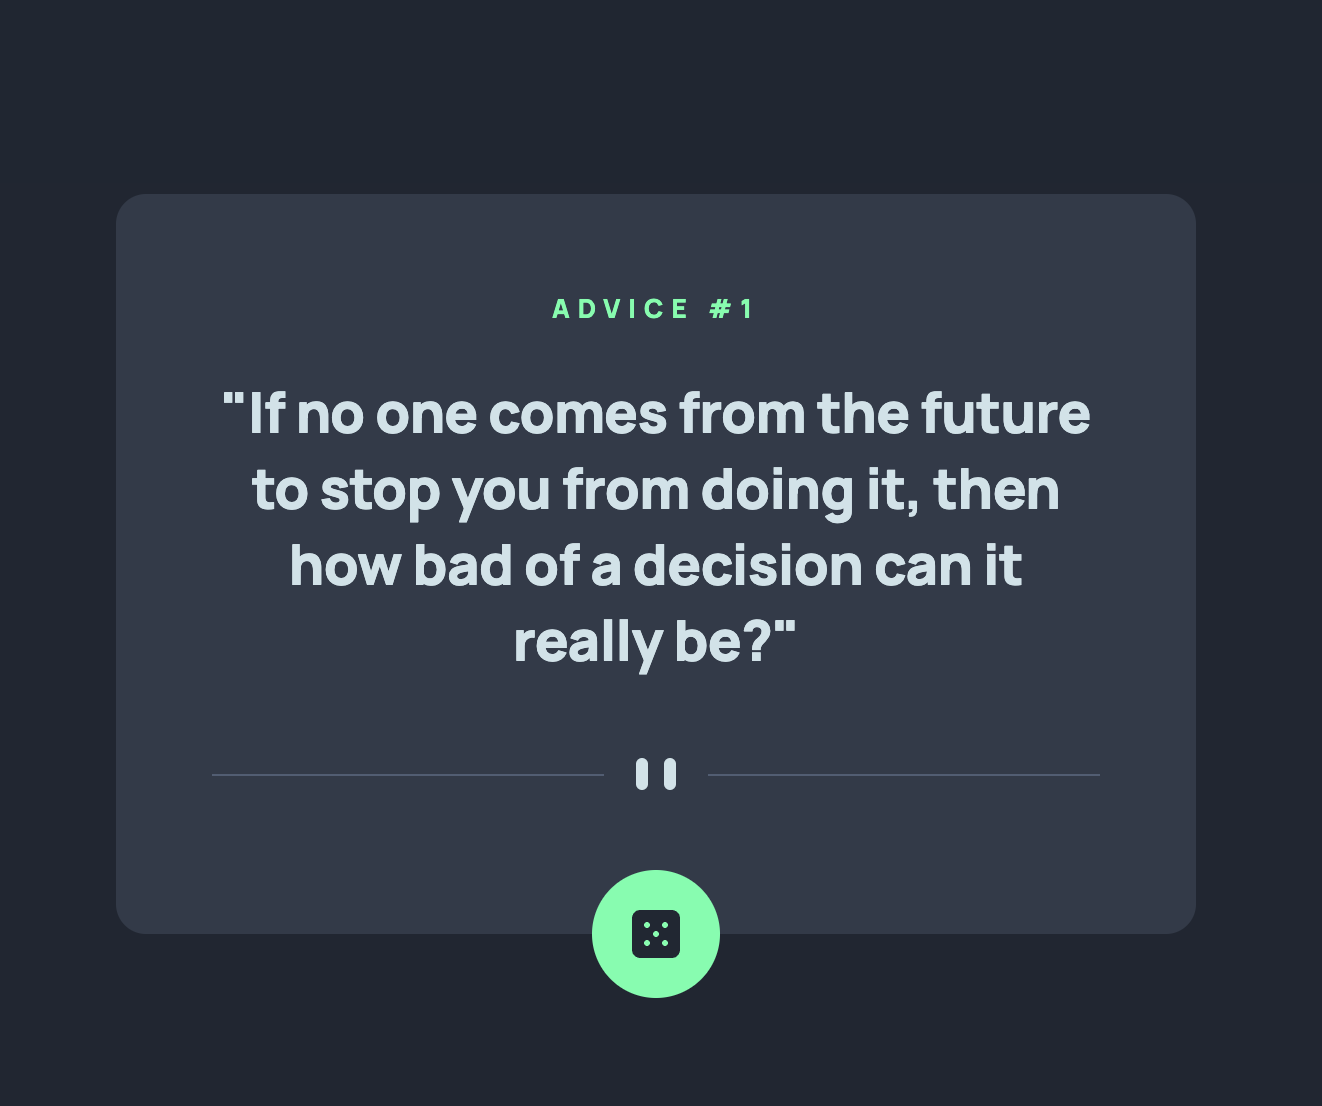 ADVICE #1
"If no one comes from the future
to stop you from doing it, then
how bad of a decision can it
really be?"